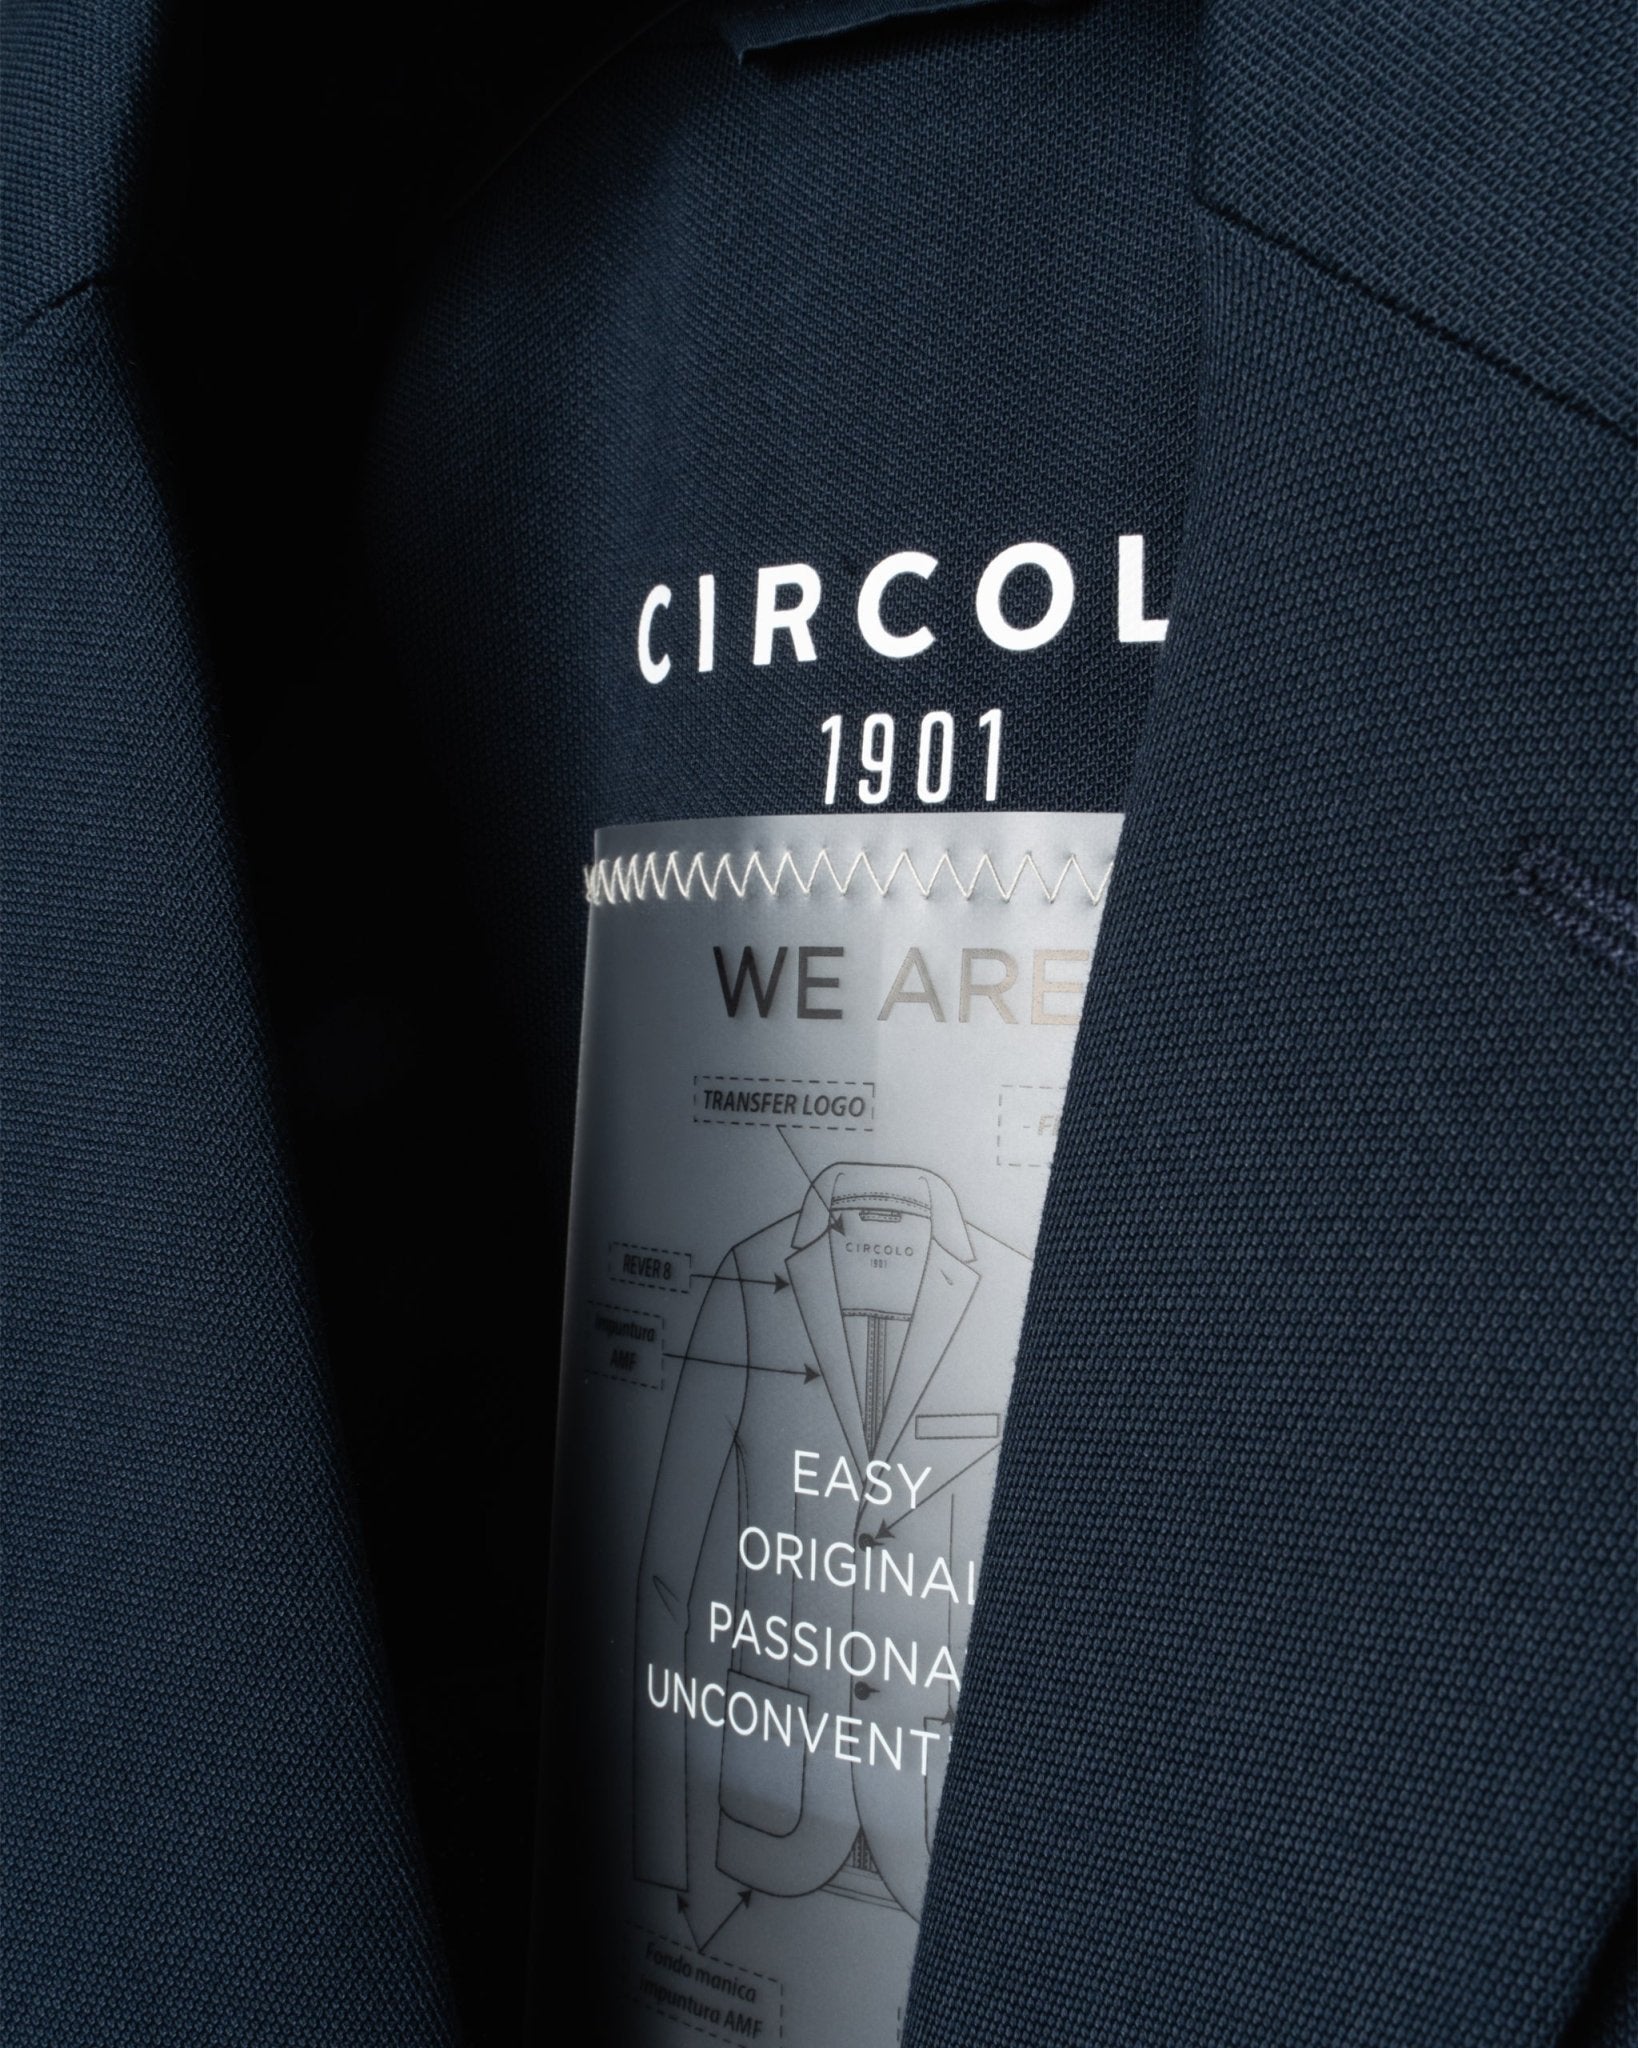 CIRCOL
1901
WE ARE
TRANSFER LOGO
CIRCOLO
1901
REVER 8
Impuntura
AMF
EASY
ORIGINAL
PASSIONA
UNCONVENTI
Fondo manica
impuntura AMF